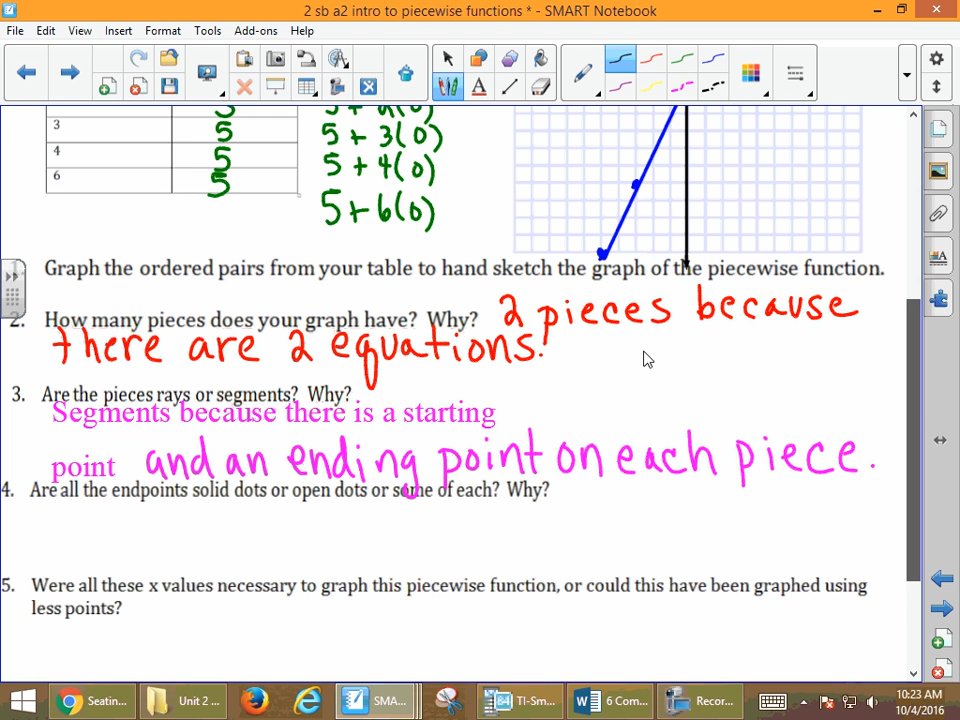 2 sb a2 intro to piecewise functions * - SMART Notebook
File Edit View Insert Format Tools Add-ons Help
5 + 2(0)
3 5 5 + 3(0)
4 5 5 + 4(0)
6 5 5 + 6(0)
Graph the ordered pairs from your table to hand sketch the graph of the piecewise function.
2. How many pieces does your graph have? Why? 2 pieces because
there are 2 equations.
3. Are the pieces rays or segments? Why?
Segments because there is a starting
point and an ending point on each piece.
4. Are all the endpoints solid dots or open dots or some of each? Why?
5. Were all these x values necessary to graph this piecewise function, or could this have been graphed using
less points?
Seatin... Unit 2 ... SMA... TI-Sm... 6 Com... Recor... 10:23 AM
10/4/2016